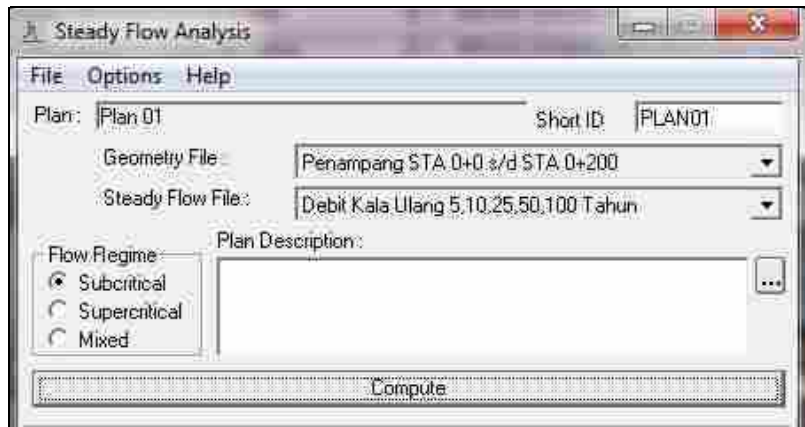 Steady Flow Analysis
File Options Help
Plan : Plan 01 Short ID PLAN01
Geometry File : Penampang STA 0+0 s/d STA 0+200
Steady Flow File : Debit Kala Ulang 5,10,25,50,100 Tahun
Flow Regime Plan Description :
Subcritical ...
Supercritical
Mixed
Compute